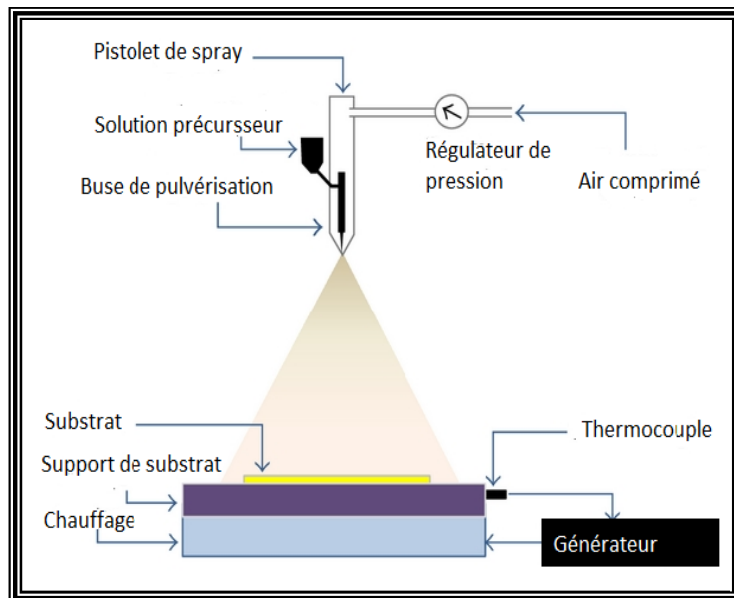 Pistolet de spray
Solution précursseur
Buse de pulvérisation
Régulateur de
pression
Air comprimé
Substrat
Support de substrat
Chauffage
Thermocouple
Générateur